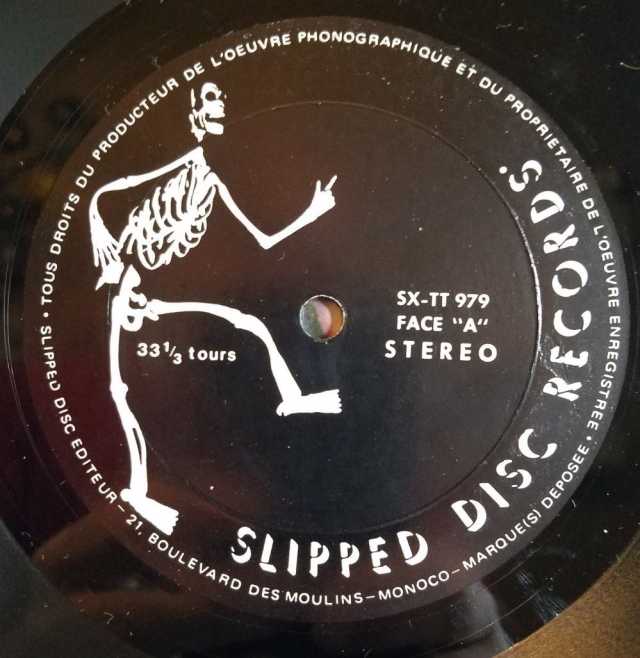 • TOUS DROITS DU PRODUCTEUR DE L'OEUVRE PHONOGRAPHIQUE ET DU PROPRIETAIRE DE L'OEUVRE ENREGISTREE •
SX-TT 979
FACE "A"
STEREO
33 1/3 tours
SLIPPED DISC RECORDS.
SLIPPED DISC EDITEUR – 21, BOULEVARD DES MOULINS – MONOCO – MARQUE(S) DEPOSEE •